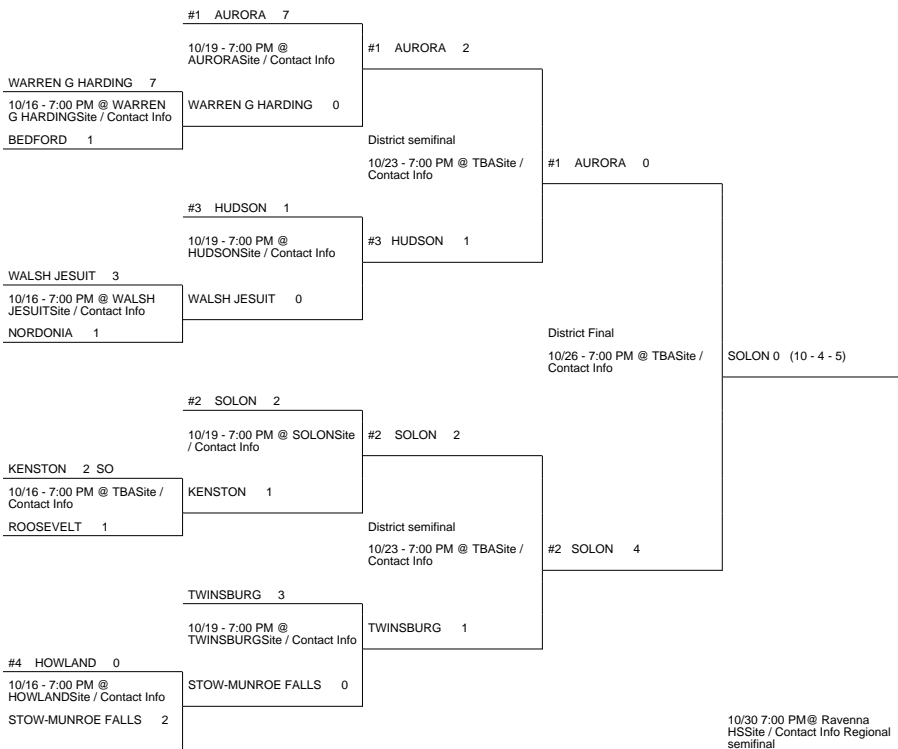 #1 AURORA 7
10/19 - 7:00 PM @
AURORASite / Contact Info
#1 AURORA 2
WARREN G HARDING 7
10/16 - 7:00 PM @ WARREN
G HARDINGSite / Contact Info
WARREN G HARDING 0
BEDFORD 1
District semifinal
10/23 - 7:00 PM @ TBASite /
Contact Info
#1 AURORA 0
#3 HUDSON 1
10/19 - 7:00 PM @
HUDSONSite / Contact Info
#3 HUDSON 1
WALSH JESUIT 3
10/16 - 7:00 PM @ WALSH
JESUITSite / Contact Info
WALSH JESUIT 0
NORDONIA 1
District Final
10/26 - 7:00 PM @ TBASite /
Contact Info
SOLON 0 (10 - 4 - 5)
#2 SOLON 2
10/19 - 7:00 PM @ SOLONSite
/ Contact Info
#2 SOLON 2
KENSTON 2 SO
10/16 - 7:00 PM @ TBASite /
Contact Info
KENSTON 1
ROOSEVELT 1
District semifinal
10/23 - 7:00 PM @ TBASite /
Contact Info
#2 SOLON 4
TWINSBURG 3
10/19 - 7:00 PM @
TWINSBURGSite / Contact Info
TWINSBURG 1
#4 HOWLAND 0
10/16 - 7:00 PM @
HOWLANDSite / Contact Info
STOW-MUNROE FALLS 0
STOW-MUNROE FALLS 2
10/30 7:00 PM@ Ravenna
HSSite / Contact Info Regional
semifinal